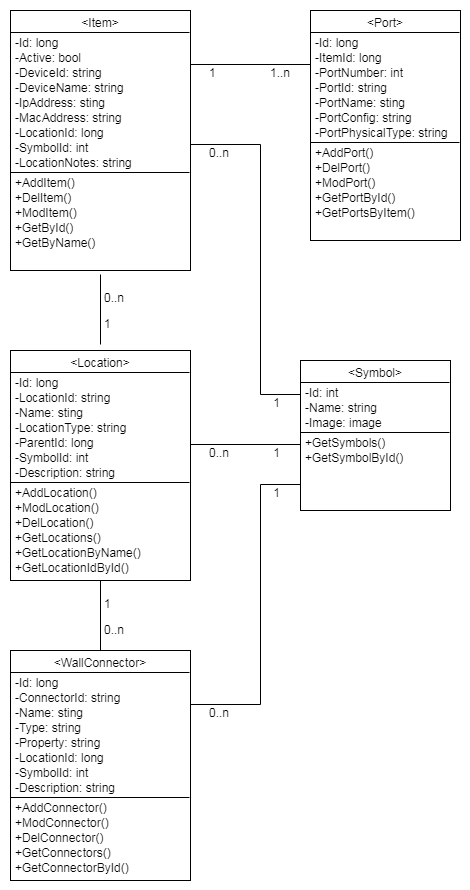 <Item>
-Id: long
-Active: bool
-DeviceId: string
-DeviceName: string
-IpAddress: sting
-MacAddress: string
-LocationId: long
-SymbolId: int
-LocationNotes: string
+AddItem()
+DelItem()
+ModItem()
+GetById()
+GetByName()
1
1..n
<Port>
-Id: long
-ItemId: long
-PortNumber: int
-PortId: string
-PortName: sting
-PortConfig: string
-PortPhysicalType: string
+AddPort()
+DelPort()
+ModPort()
+GetPortById()
+GetPortsByItem()
0..n
0..n
1
<Location>
-Id: long
-LocationId: string
-Name: sting
-LocationType: string
-ParentId: long
-SymbolId: int
-Description: string
+AddLocation()
+ModLocation()
+DelLocation()
+GetLocations()
+GetLocationByName()
+GetLocationIdById()
<Symbol>
-Id: int
-Name: string
-Image: image
+GetSymbols()
+GetSymbolById()
1
0..n
1
1
1
0..n
<WallConnector>
-Id: long
-ConnectorId: string
-Name: sting
-Type: string
-Property: string
-LocationId: long
-SymbolId: int
-Description: string
+AddConnector()
+ModConnector()
+DelConnector()
+GetConnectors()
+GetConnectorById()
0..n